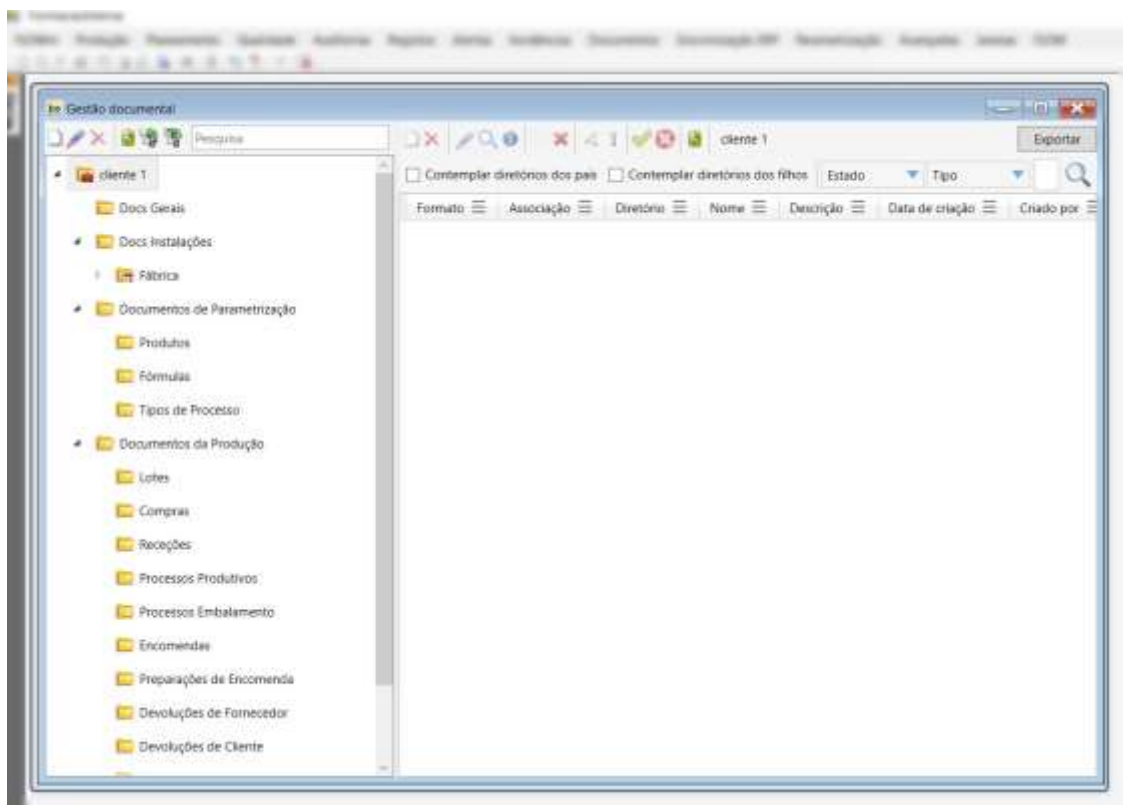 Gestão documental
Pesquisa
cliente 1
Exportar
cliente 1
Contemplar diretórios dos pais
Contemplar diretórios dos filhos
Estado
Tipo
Formato
Associação
Diretório
Nome
Descrição
Data de criação
Criado por
Docs Gerais
Docs Instalações
Fábrica
Documentos de Parametrização
Produtos
Fórmulas
Tipos de Processo
Documentos da Produção
Lotes
Compras
Receções
Processos Produtivos
Processos Embalamento
Encomendas
Preparações de Encomenda
Devoluções de Fornecedor
Devoluções de Cliente